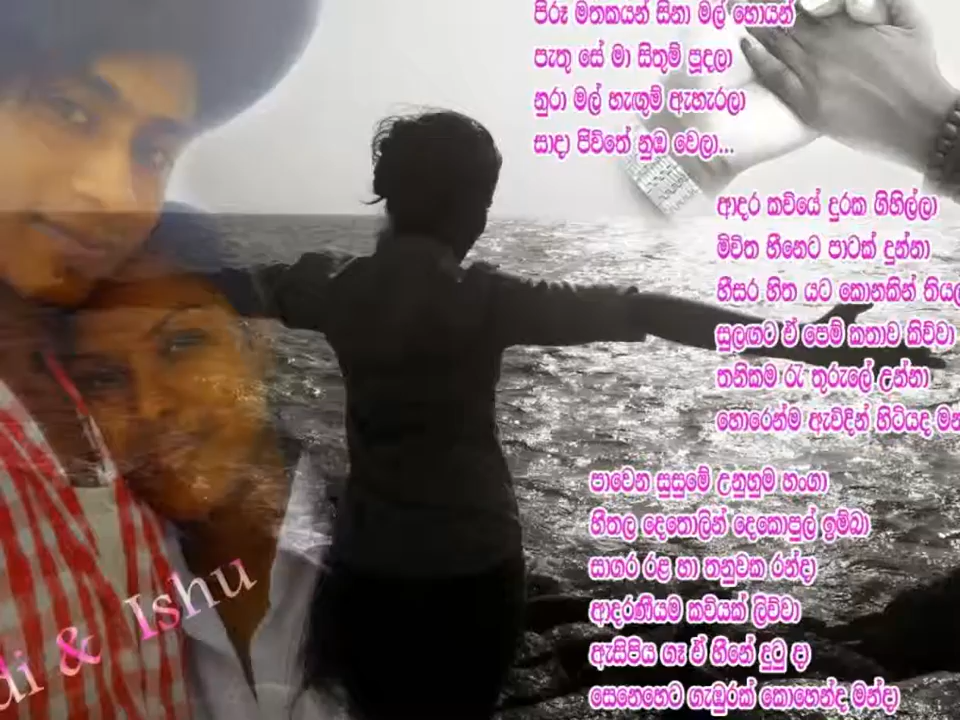 පිරූ මතකයන් සිනා මල් හොයන්
පැතු සේ මා සිතුම් පුදලා
නුරා මල් හැඟුම් ඇහැරලා
සාදා ජීවිතේ නුඹ වෙලා...
ආදර කවියේ දුරක ගිහිල්ලා
මිවිත හීනෙට පාටක් දුන්නා
හීසර හිත යට කොනකින්
සුලඟට ඒ පෙම් කතාව කිව්වා
තනිකම රෑ තුරුලේ උන්නා
හොරෙන්ම ඇවිදින් හිටියද
පාවෙන සුසුමේ උනුහුම හංගා
හිතල දෙතොලින් දෙකොපුල් ඉඹ්බා
සාගර රළ හා තනුවක රන්දා
ආදරණීයම කවියක් ලිව්වා
ඇසිපිය ගෑ ඒ හීනේ දුටු දා
සෙනෙහෙට ගැඹුරක් කොහෙන්ද මන්දා
& Ishu